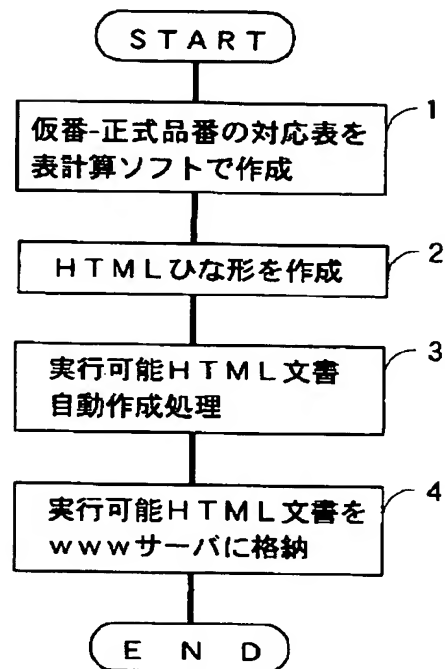 START
1
仮番-正式品番の対応表を
表計算ソフトで作成
2
HTMLひな形を作成
3
実行可能HTML文書
自動作成処理
4
実行可能HTML文書を
wwwサーバに格納
END